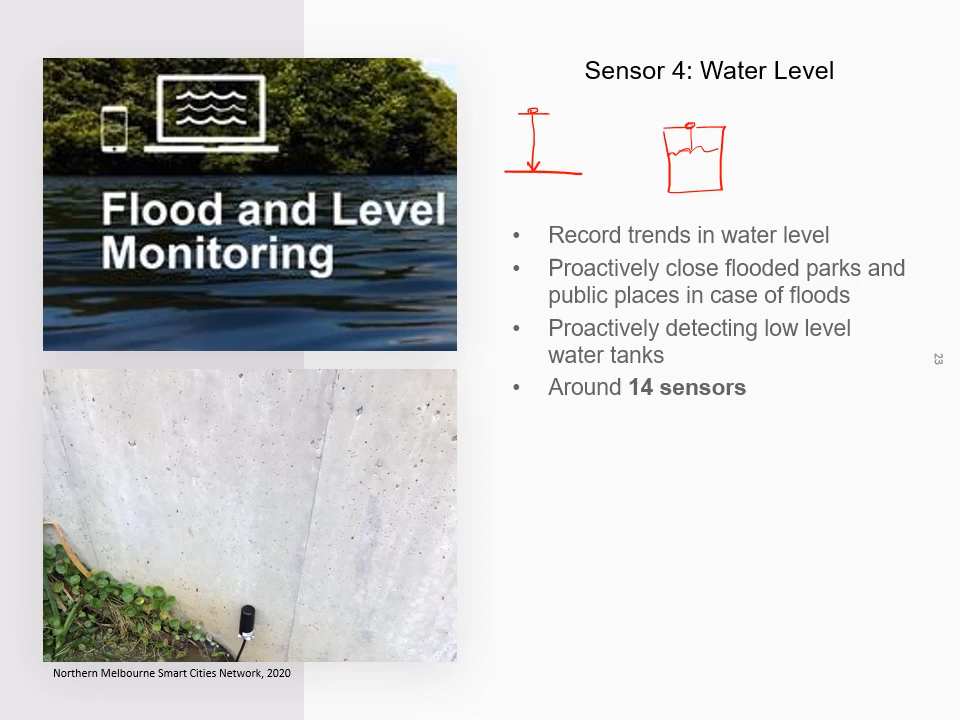 Sensor 4: Water Level
Flood and Level
Monitoring
• Record trends in water level
• Proactively close flooded parks and
public places in case of floods
• Proactively detecting low level
water tanks
• Around 14 sensors
23
Northern Melbourne Smart Cities Network, 2020